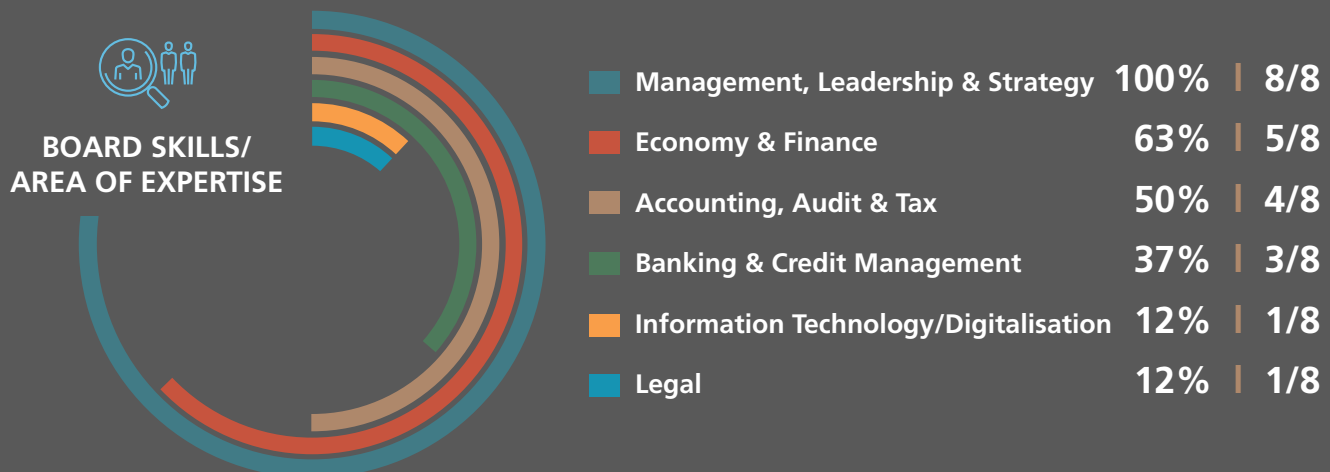 BOARD SKILLS/
AREA OF EXPERTISE
Management, Leadership & Strategy 100% | 8/8
Economy & Finance 63% | 5/8
Accounting, Audit & Tax 50% | 4/8
Banking & Credit Management 37% | 3/8
Information Technology/Digitalisation 12% | 1/8
Legal 12% | 1/8